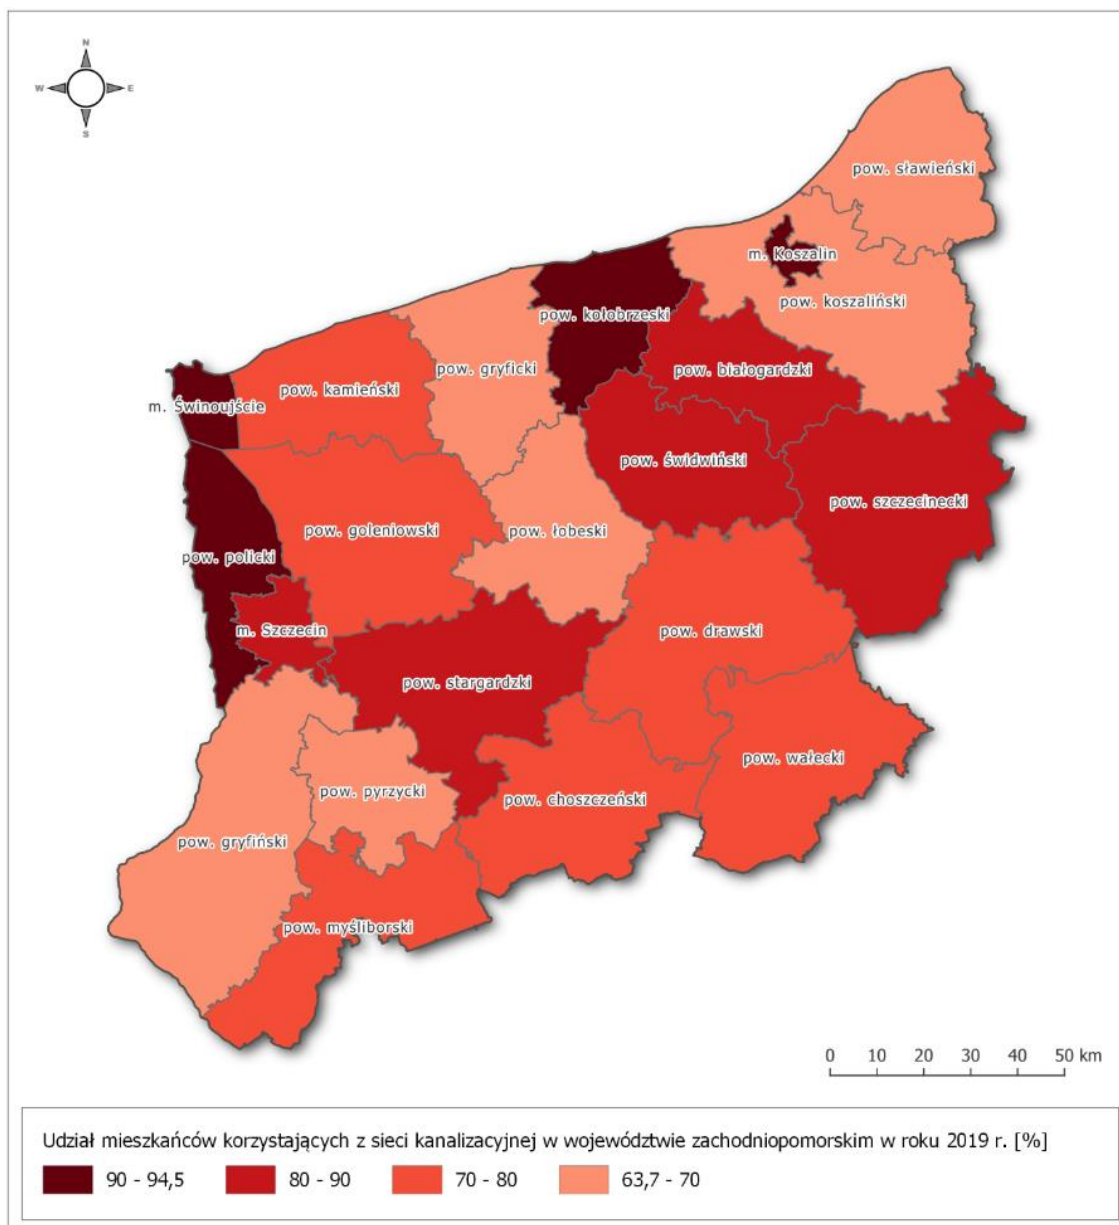 N
W E
S
pow. sławieński
m. Koszalin
pow. koszaliński
pow. kołobrzeski
pow. gryficki
pow. białogardzki
pow. kamieński
m. Świnoujście
pow. świdwiński
pow. szczecinecki
pow. goleniowski
pow. łobeski
pow. policki
m. Szczecin
pow. drawski
pow. stargardzki
pow. wałecki
pow. pyrzycki
pow. choszczeński
pow. gryfiński
pow. myśliborski
0 10 20 30 40 50 km
Udział mieszkańców korzystających z sieci kanalizacyjnej w województwie zachodniopomorskim w roku 2019 r. [%]
90 - 94,5 80 - 90 70 - 80 63,7 - 70